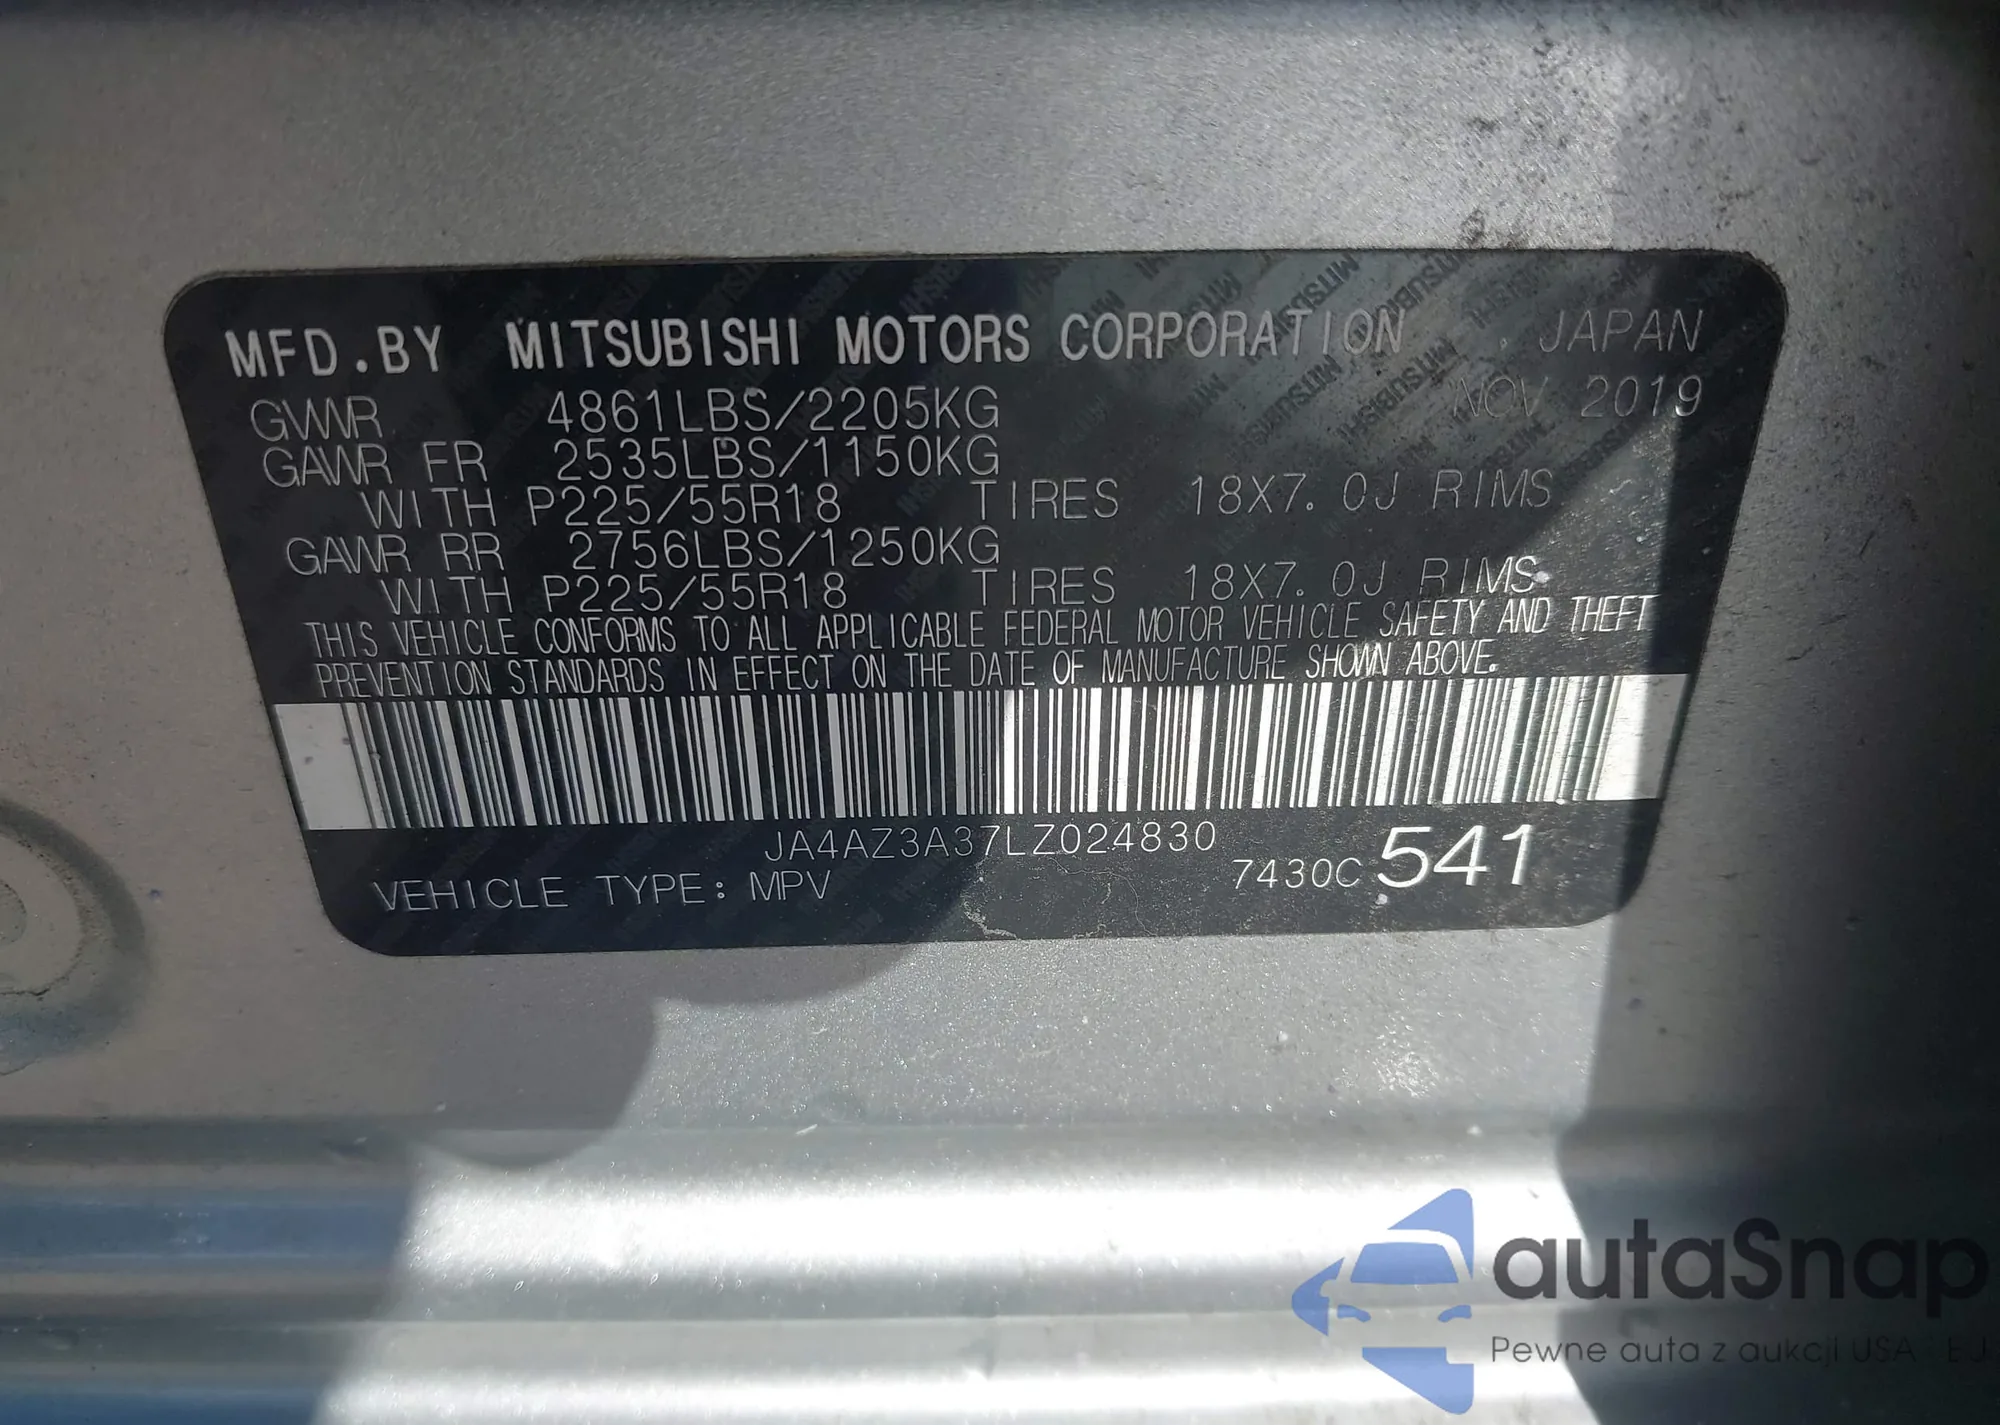 MFD.BY MITSUBISHI MOTORS CORPORATION . JAPAN
GVWR 4861LBS/2205KG NOV 2019
GAWR FR 2535LBS/1150KG
WITH P225/55R18 TIRES 18X7.0J RIMS
GAWR RR 2756LBS/1250KG
WITH P225/55R18 TIRES 18X7.0J RIMS
THIS VEHICLE CONFORMS TO ALL APPLICABLE FEDERAL MOTOR VEHICLE SAFETY AND THEFT
PREVENTION STANDARDS IN EFFECT ON THE DATE OF MANUFACTURE SHOWN ABOVE.
JA4AZ3A37LZ024830
VEHICLE TYPE: MPV 7430C 541
autaSnap
Pewne auta z aukcji USA